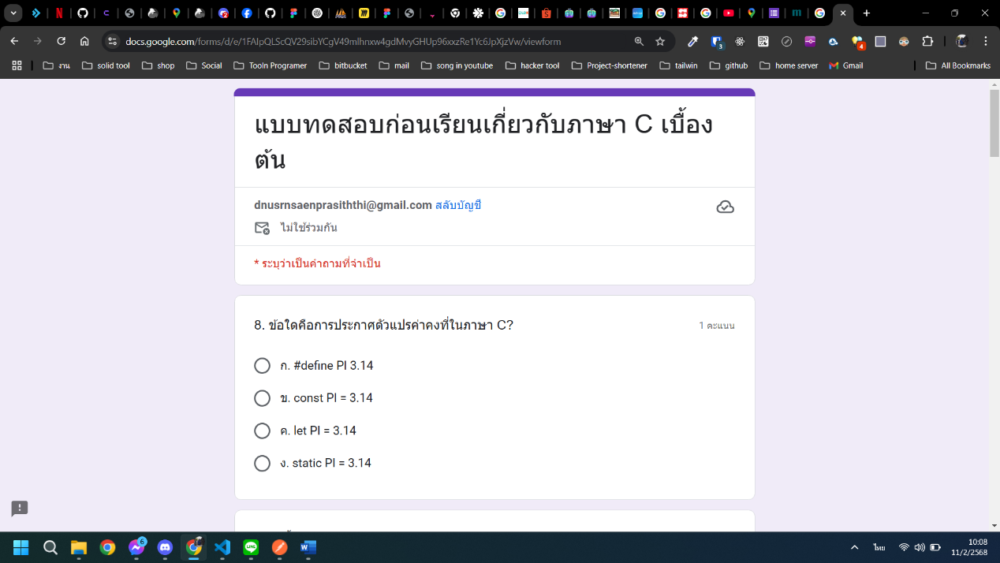 docs.google.com/forms/d/e/1FAIpQLScQV29sibYCgV49mlhnxw4gdMvyGHUp96xxzRe1Yc6JpXjzVw/viewform
3
4
งาน
solid tool
shop
Social
Tooln Programer
bitbucket
mail
song in youtube
hacker tool
Project-shortener
tailwin
github
home server
Gmail
All Bookmarks
แบบทดสอบก่อนเรียนเกี่ยวกับภาษา C เบื้อง
ต้น
dnusrnsaenprasiththi@gmail.com สลับบัญชี
ไม่ใช้ร่วมกัน
* ระบุว่าเป็นคำถามที่จำเป็น
8. ข้อใดคือการประกาศตัวแปรค่าคงที่ในภาษา C?
1 คะแนน
ก. #define PI 3.14
ข. const PI = 3.14
ค. let PI = 3.14
ง. static PI = 3.14
6
ไทย
10:08
11/2/2568